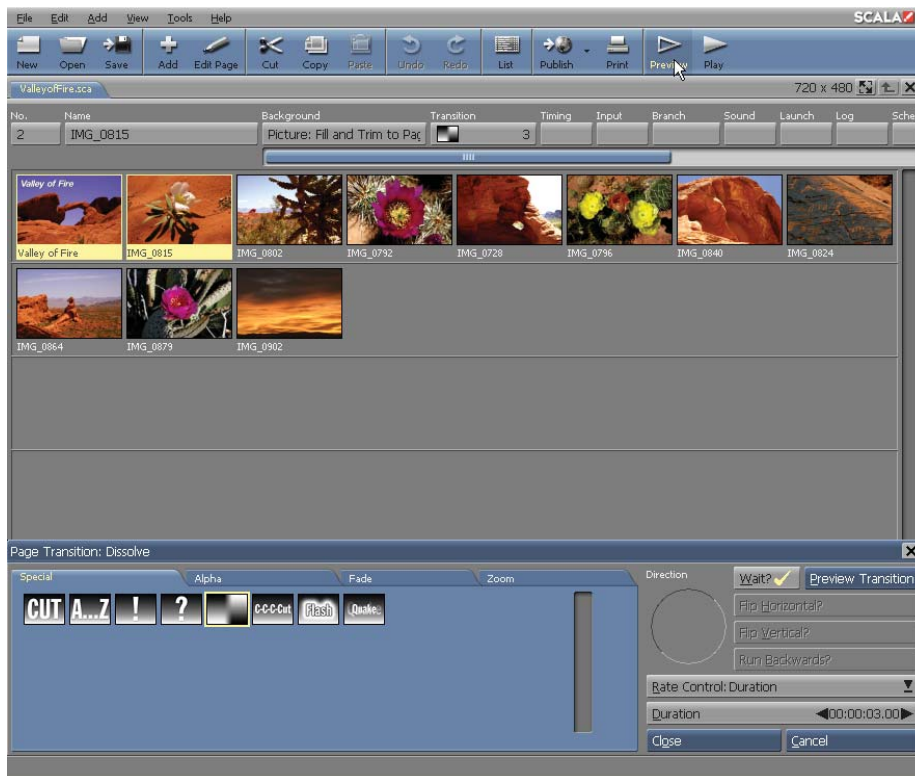 File Edit Add View Tools Help SCALA
New Open Save Add Edit Page Cut Copy Paste Undo Redo List Publish Print Preview Play
ValleyofFire.sca 720 x 480
No. Name Background Transition Timing Input Branch Sound Launch Log Sche
2 IMG_0815 Picture: Fill and Trim to Pag 3
Valley of Fire
Valley of Fire IMG_0815 IMG_0802 IMG_0792 IMG_0728 IMG_0796 IMG_0840 IMG_0824
IMG_0864 IMG_0879 IMG_0902
Page Transition: Dissolve
Special Alpha Fade Zoom Direction Wait? Preview Transition
CUT A...Z ! ? C-C-C-Cut Flash Quake..
Flip Horizontal?
Flip Vertical?
Run Backwards?
Rate Control: Duration
Duration 00:00:03.00
Close Cancel